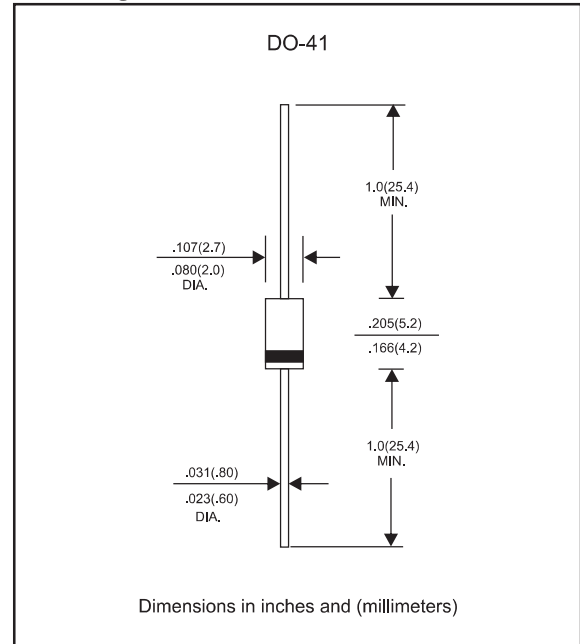 DO-41
1.0(25.4)
MIN.
.107(2.7)
.080(2.0)
DIA.
.205(5.2)
.166(4.2)
1.0(25.4)
MIN.
.031(.80)
.023(.60)
DIA.
Dimensions in inches and (millimeters)